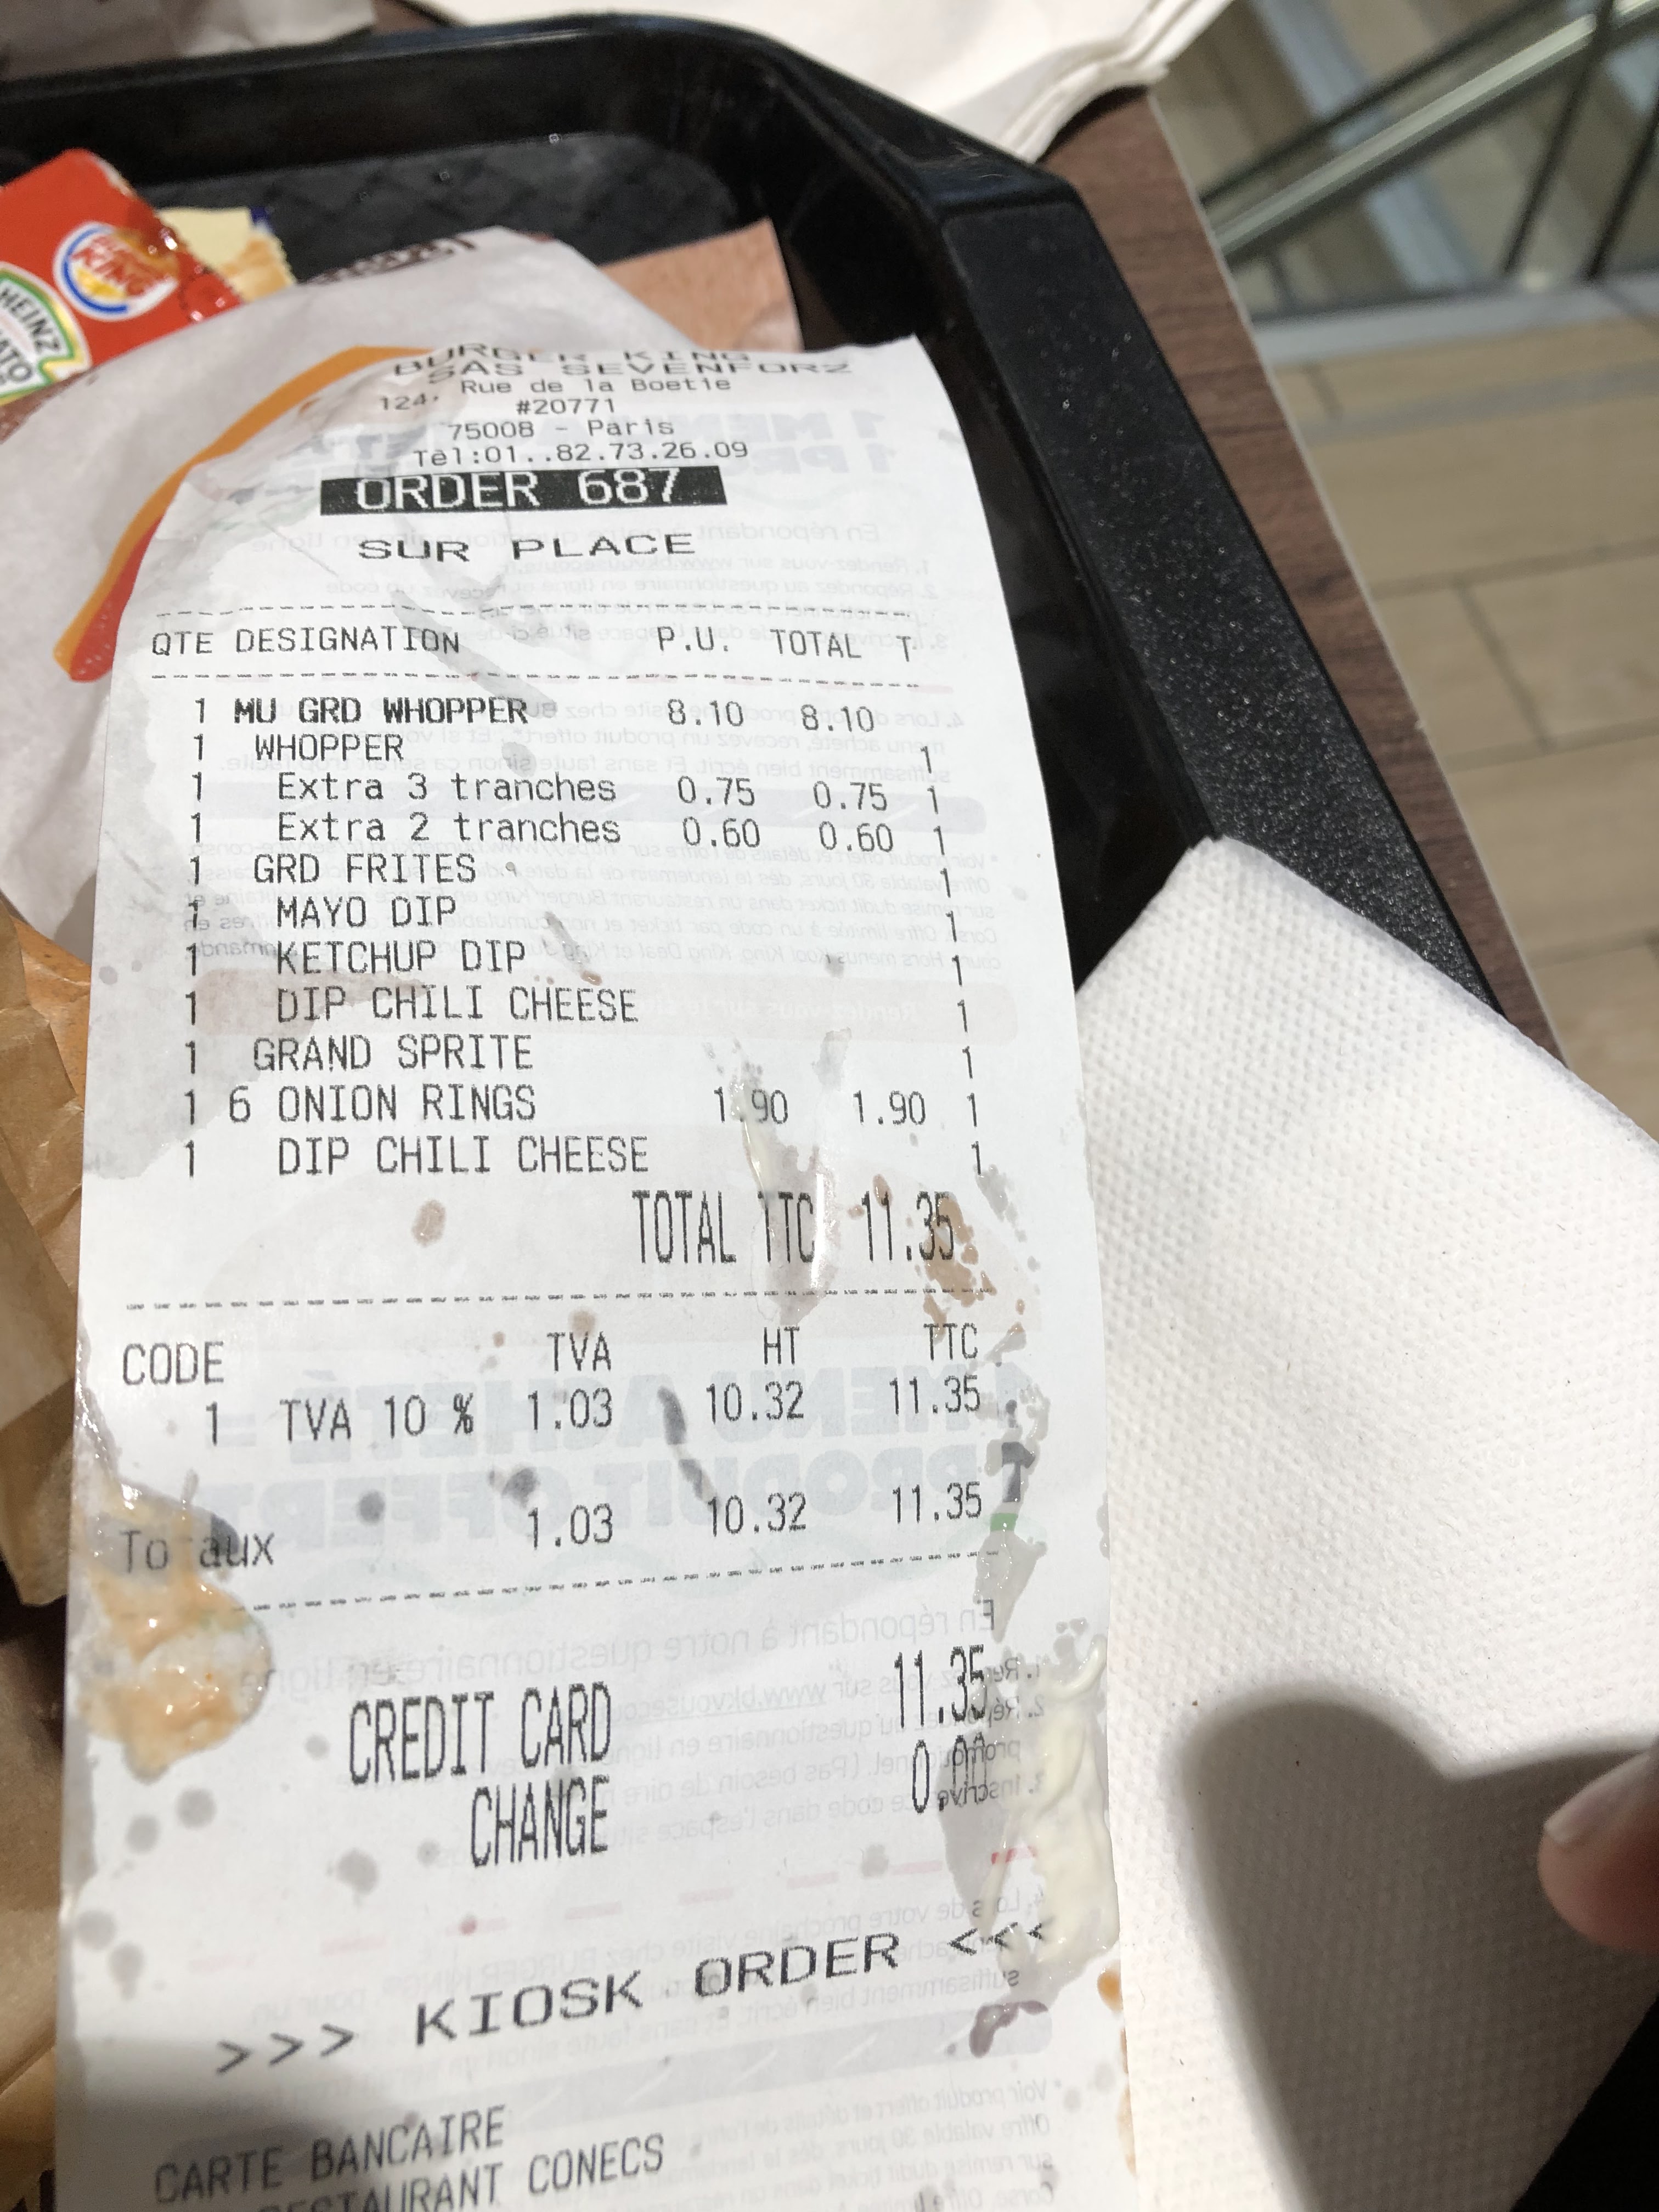 HEINZ
BURGER KING
SAS SEVENFORZ
124, Rue de la Boetie
#20771
75008 - Paris
Tèl:01..82.73.26.09
ORDER 687
SUR PLACE
QTE DESIGNATION P.U. TOTAL T
1 MU GRD WHOPPER 8.10 8.10
1 WHOPPER 1
1 Extra 3 tranches 0.75 0.75 1
1 Extra 2 tranches 0.60 0.60 1
1 GRD FRITES 1
1 MAYO DIP 1
1 KETCHUP DIP 1
1 DIP CHILI CHEESE 1
1 GRAND SPRITE 1
1 6 ONION RINGS 1.90 1.90 1
1 DIP CHILI CHEESE 1
TOTAL TTC 11.35
CODE TVA HT TTC
1 TVA 10 % 1.03 10.32 11.35
Totaux 1.03 10.32 11.35
CREDIT CARD 11.35
CHANGE 0.00
>>> KIOSK ORDER <<<
CARTE BANCAIRE
RESTAURANT CONECS